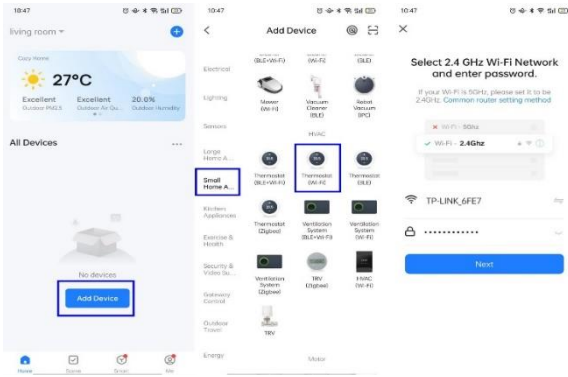 10:47
living room
Cozy Home
27°C
Excellent Excellent 20.0%
Outdoor PM2.5 Outdoor Air Qu... Outdoor Humidity
All Devices
No devices
Add Device
Home Scene Smart Me
10:47
Add Device
Electrical
Lighting
Sensors
Large
Home A...
Small
Home A...
Kitchen
Appliances
Exercise &
Health
Security &
Video Su...
Gateway
Control
Outdoor
Travel
Energy
(BLE+Wi-Fi) (Wi-Fi) (BLE)
Mower
(Wi-Fi)
Vacuum
Cleaner
(BLE)
Robot
Vacuum
(IPC)
HVAC
Thermostat
(BLE+Wi-Fi)
Thermostat
(Wi-Fi)
Thermostat
(BLE)
Thermostat
(Zigbee)
Ventilation
System
(BLE+Wi-Fi)
Ventilation
System
(Wi-Fi)
Ventilation
System
(Zigbee)
TRV
(Zigbee)
HVAC
(Wi-Fi)
TRV
Motor
10:47
Select 2.4 GHz Wi-Fi Network
and enter password.
If your Wi-Fi is 5GHz, please set it to be
2.4GHz. Common router setting method
Wi-Fi - 5Ghz
Wi-Fi - 2.4Ghz
TP-LINK_6FE7
Next